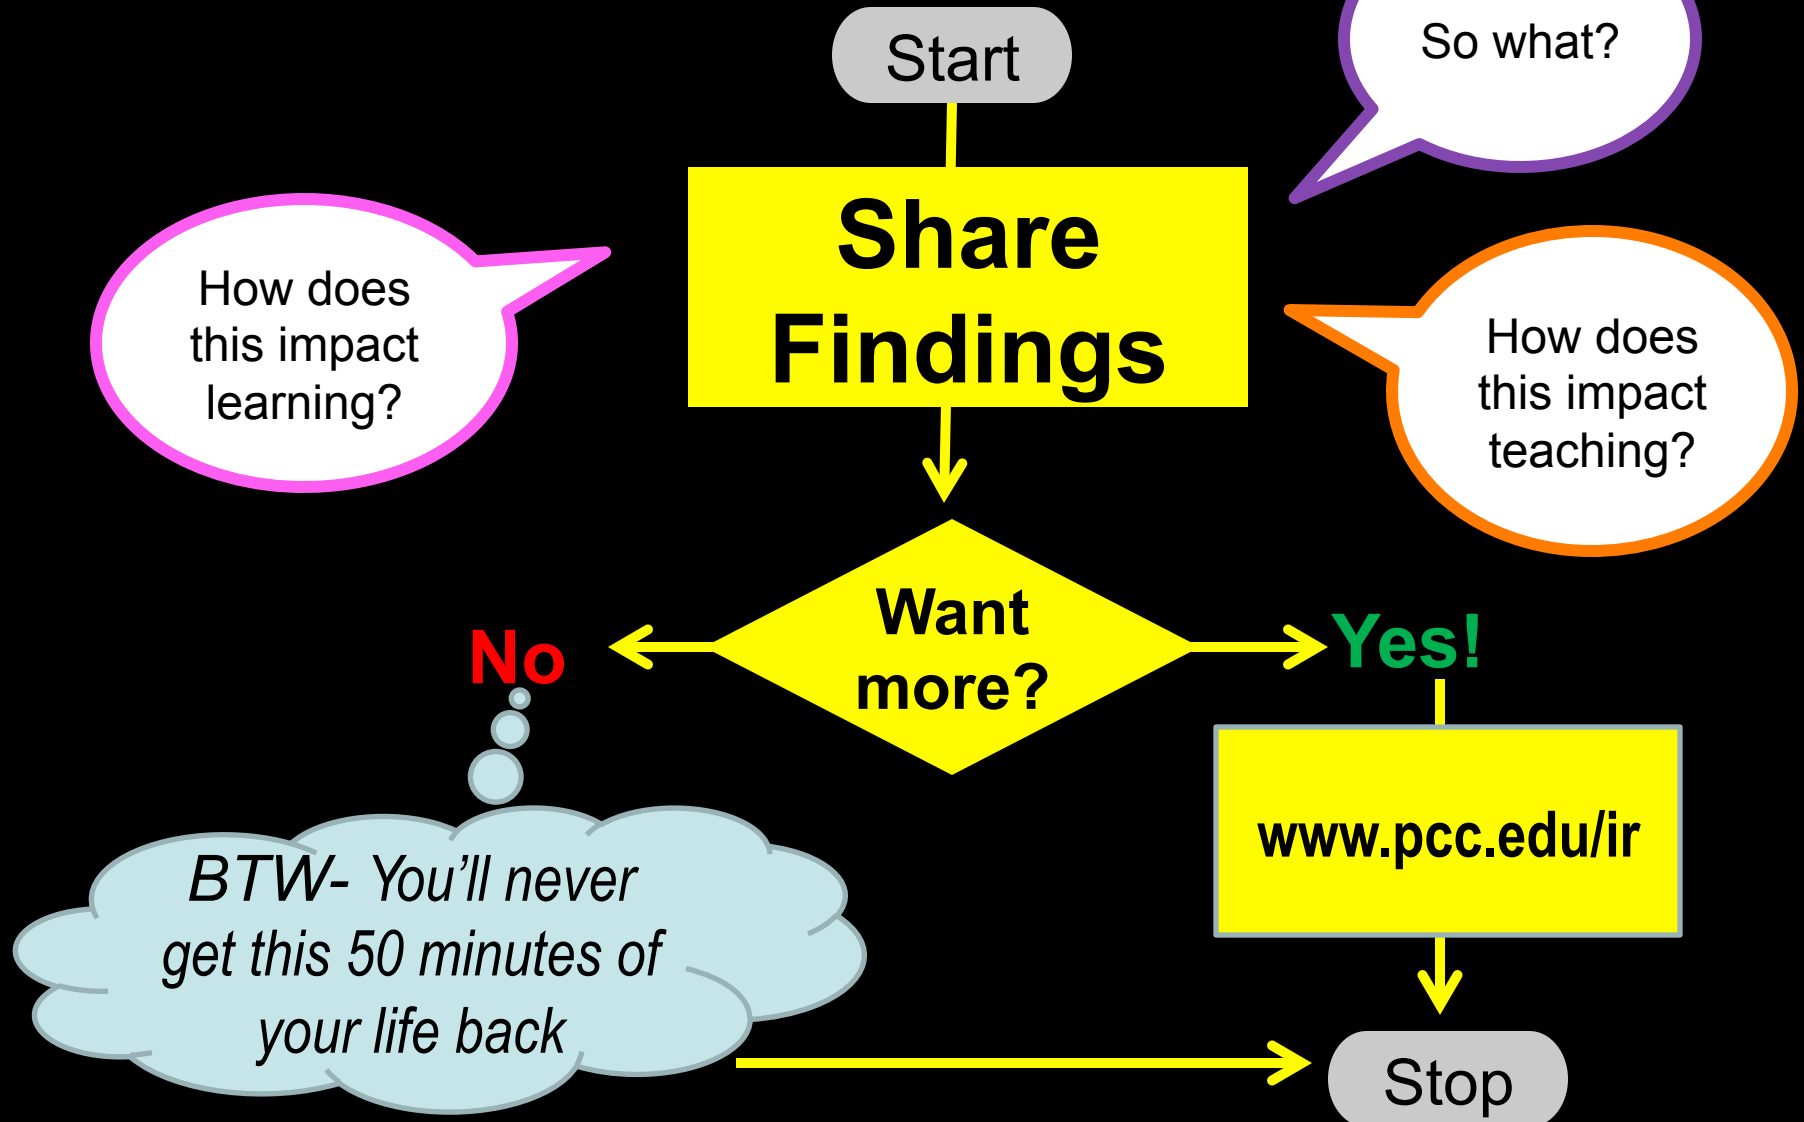 Start
So what?
Share
Findings
How does
this impact
learning?
How does
this impact
teaching?
Want
more?
No
Yes!
www.pcc.edu/ir
BTW- You’ll never
get this 50 minutes of
your life back
Stop